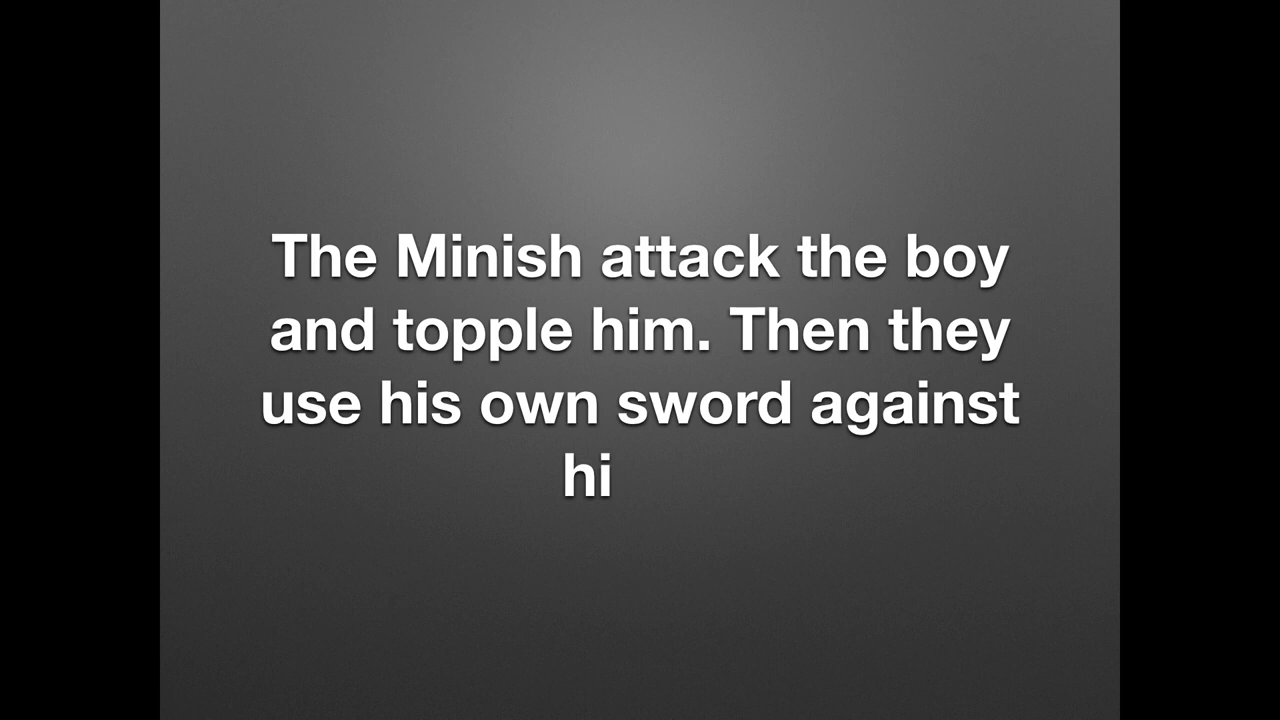 The Minish attack the boy
and topple him. Then they
use his own sword against
hi